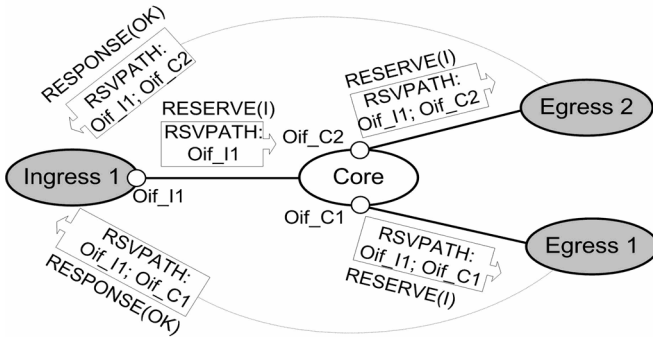 RESPONSE(OK)
RSVPATH:
Oif_I1; Oif_C2
RESERVE(I)
RSVPATH:
Oif_I1
RESERVE(I)
RSVPATH:
Oif_I1; Oif_C2
Egress 2
Oif_C2
Ingress 1
Oif_I1
Core
Oif_C1
Egress 1
RSVPATH:
Oif_I1; Oif_C1
RESPONSE(OK)
RSVPATH:
Oif_I1; Oif_C1
RESERVE(I)